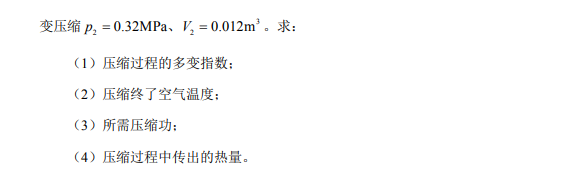 变压缩 p₂ = 0.32MPa、V₂ = 0.012m³。求：
（1）压缩过程的多变指数；
（2）压缩终了空气温度；
（3）所需压缩功；
（4）压缩过程中传出的热量。